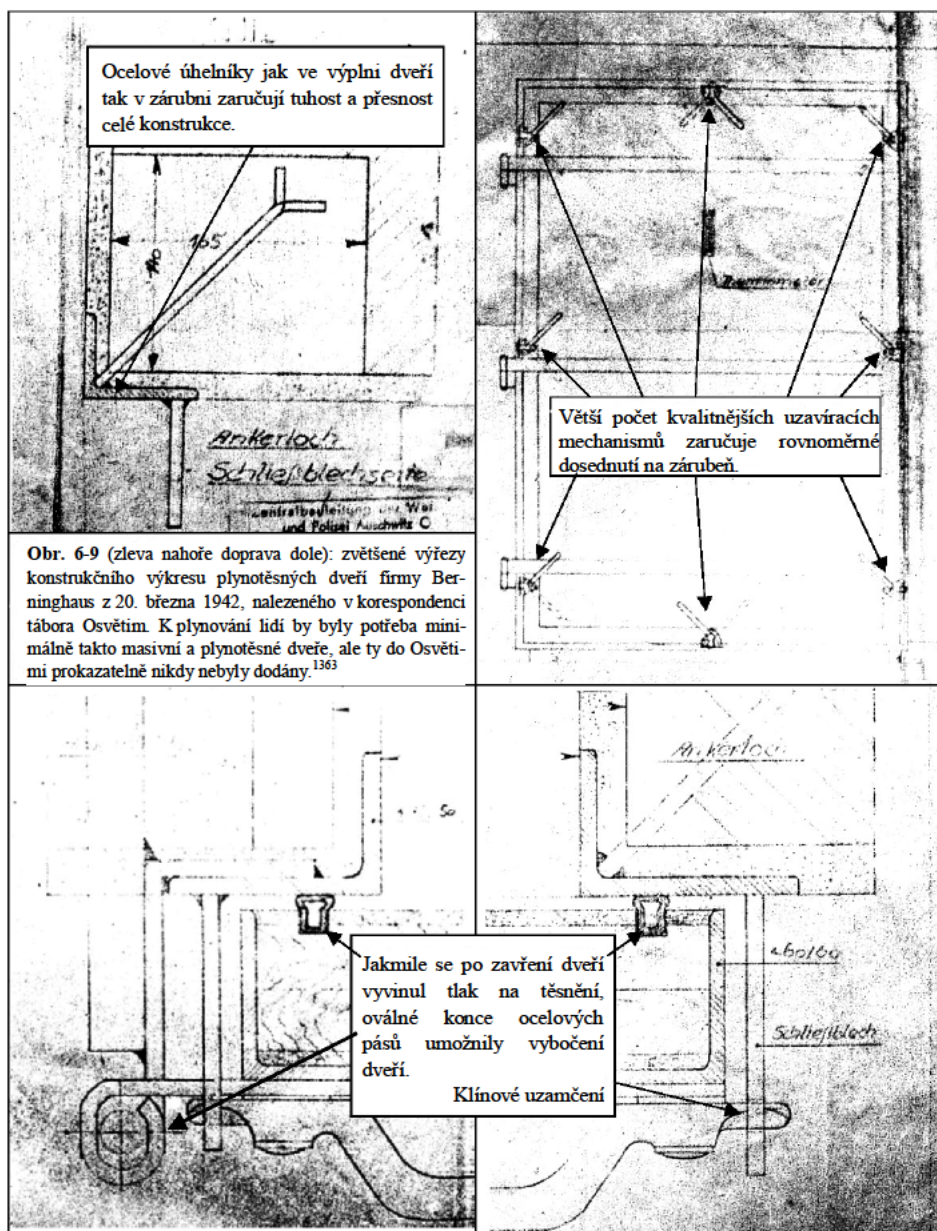 Ocelové úhelníky jak ve výplni dveří
tak v zárubni zaručují tuhost a přesnost
celé konstrukce.
165
Ankerloch
Schließblechseite
und Polizei Auschwitz O
Větší počet kvalitnějších uzavíracích
mechanismů zaručuje rovnoměrné
dosednutí na zárubeň.
Obr. 6-9 (zleva nahoře doprava dole): zvětšené výřezy
konstrukčního výkresu plynotěsných dveří firmy Ber-
ninghaus z 20. března 1942, nalezeného v korespondenci
tábora Osvětim. K plynování lidí by byly potřeba mini-
málně takto masivní a plynotěsné dveře, ale ty do Osvěti-
mi prokazatelně nikdy nebyly dodány.1363
Ankerloch
Jakmile se po zavření dveří
vyvinul tlak na těsnění,
oválné konce ocelových
pásů umožnily vybočení
dveří.
Klínové uzamčení
Schließblech